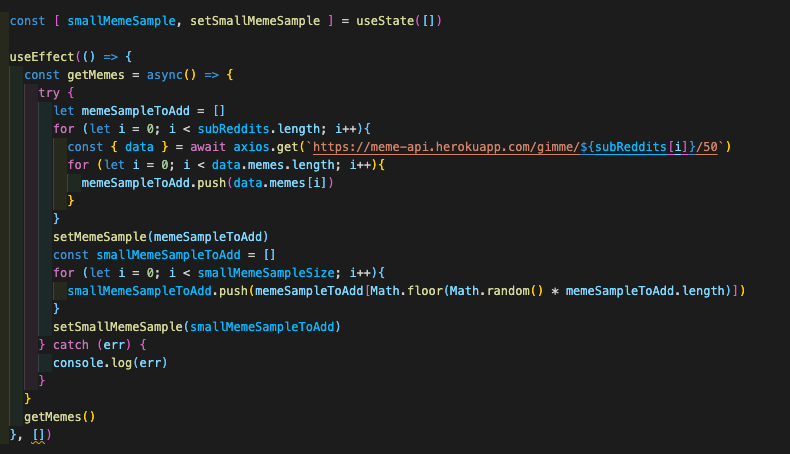 const [ smallMemeSample, setSmallMemeSample ] = useState([])

useEffect(() => {
  const getMemes = async() => {
    try {
      let memeSampleToAdd = []
      for (let i = 0; i < subReddits.length; i++){
        const { data } = await axios.get(`https://meme-api.herokuapp.com/gimme/${subReddits[i]}/50`)
        for (let i = 0; i < data.memes.length; i++){
          memeSampleToAdd.push(data.memes[i])
        }
      }
      setMemeSample(memeSampleToAdd)
      const smallMemeSampleToAdd = []
      for (let i = 0; i < smallMemeSampleSize; i++){
        smallMemeSampleToAdd.push(memeSampleToAdd[Math.floor(Math.random() * memeSampleToAdd.length)])
      }
      setSmallMemeSample(smallMemeSampleToAdd)
    } catch (err) {
      console.log(err)
    }
  }
  getMemes()
}, [])